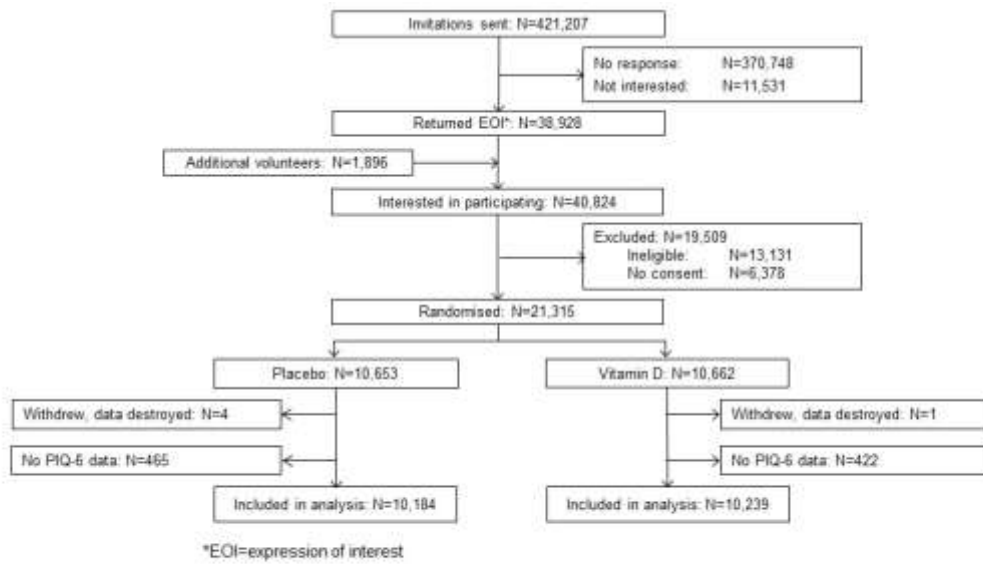 Invitations sent: N=421,207
No response: N=370,748
Not interested: N=11,531
Returned EOI*: N=38,928
Additional volunteers: N=1,896
Interested in participating: N=40,824
Excluded: N=19,509
Ineligible: N=13,131
No consent: N=6,378
Randomised: N=21,315
Placebo: N=10,653
Vitamin D: N=10,662
Withdrew, data destroyed: N=4
Withdrew, data destroyed: N=1
No PIQ-6 data: N=465
No PIQ-6 data: N=422
Included in analysis: N=10,184
Included in analysis: N=10,239
*EOI=expression of interest